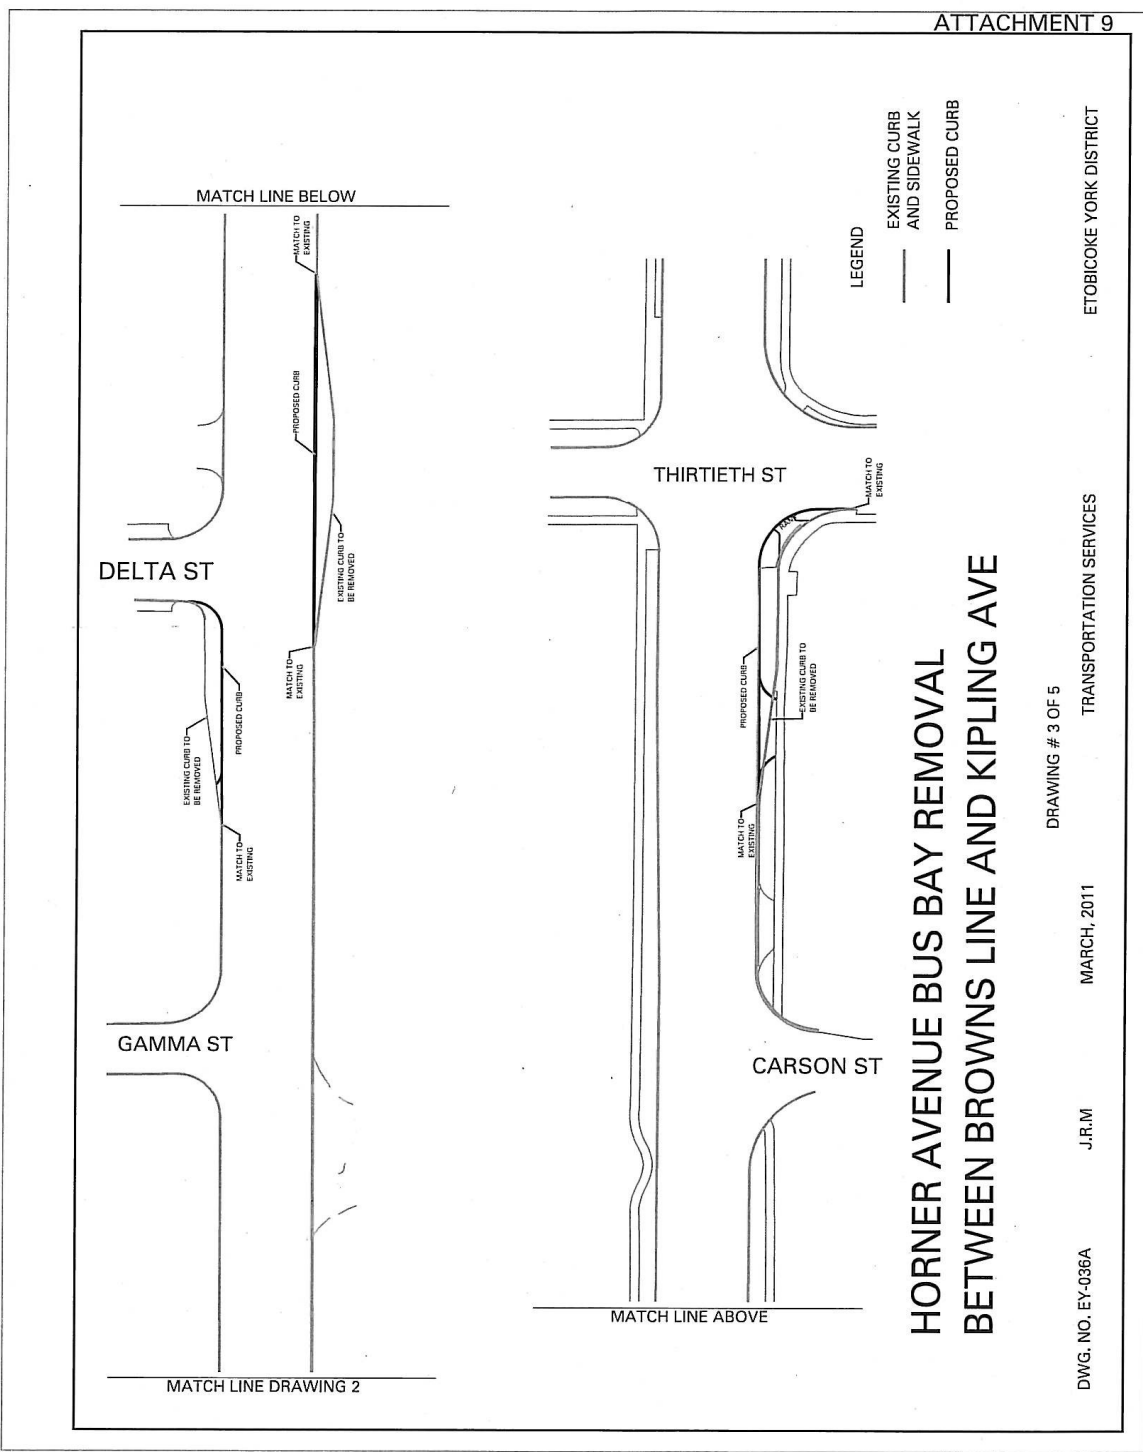 ATTACHMENT 9
MATCH LINE BELOW
MATCH TO
EXISTING
PROPOSED CURB
EXISTING CURB TO
BE REMOVED
DELTA ST
MATCH TO
EXISTING
PROPOSED CURB
EXISTING CURB TO
BE REMOVED
MATCH TO
EXISTING
GAMMA ST
MATCH LINE DRAWING 2
THIRTIETH ST
MATCH TO
EXISTING
PROPOSED CURB
EXISTING CURB TO
BE REMOVED
MATCH TO
EXISTING
CARSON ST
MATCH LINE ABOVE
LEGEND
EXISTING CURB
AND SIDEWALK
PROPOSED CURB
HORNER AVENUE BUS BAY REMOVAL
BETWEEN BROWNS LINE AND KIPLING AVE
DRAWING # 3 OF 5
DWG. NO. EY-036A
J.R.M
MARCH, 2011
TRANSPORTATION SERVICES
ETOBICOKE YORK DISTRICT